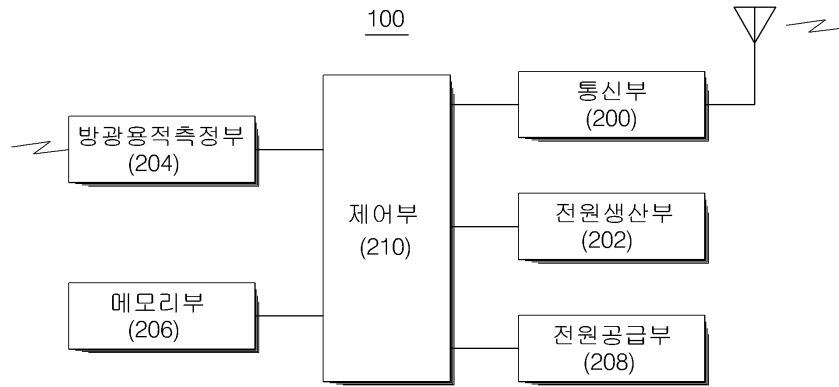 100
방광용적측정부
(204)
메모리부
(206)
제어부
(210)
통신부
(200)
전원생산부
(202)
전원공급부
(208)